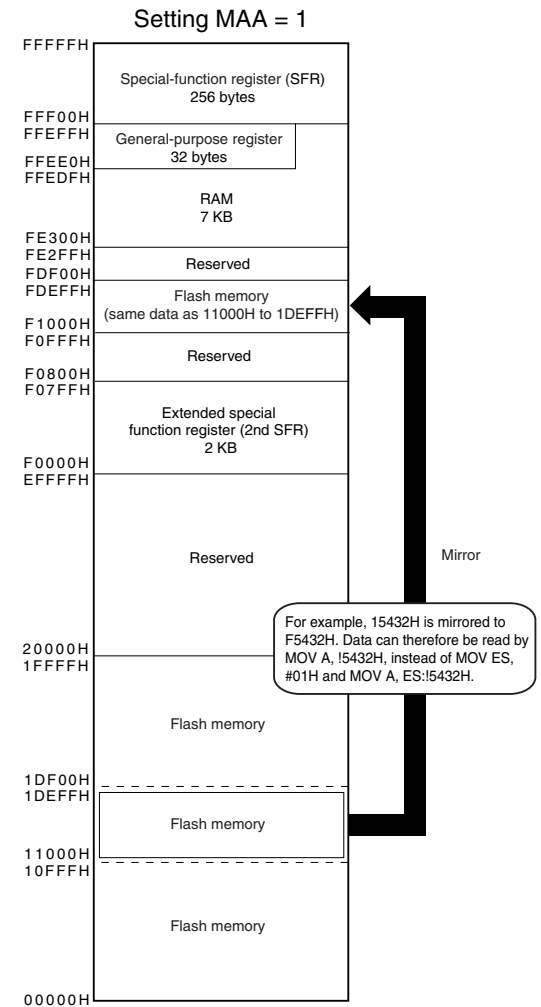 Setting MAA = 1
FFFFFH
Special-function register (SFR)
256 bytes
FFF00H
FFEFFH
General-purpose register
32 bytes
FFEE0H
FFEDFH
RAM
7 KB
FE300H
FE2FFH
Reserved
FDF00H
FDEFFH
Flash memory
(same data as 11000H to 1DEFFH)
F1000H
F0FFFH
Reserved
F0800H
F07FFH
Extended special
function register (2nd SFR)
2 KB
F0000H
EFFFFH
Reserved
Mirror
For example, 15432H is mirrored to
F5432H. Data can therefore be read by
MOV A, !5432H, instead of MOV ES,
#01H and MOV A, ES:!5432H.
20000H
1FFFFH
Flash memory
1DF00H
1DEFFH
Flash memory
11000H
10FFFH
Flash memory
00000H